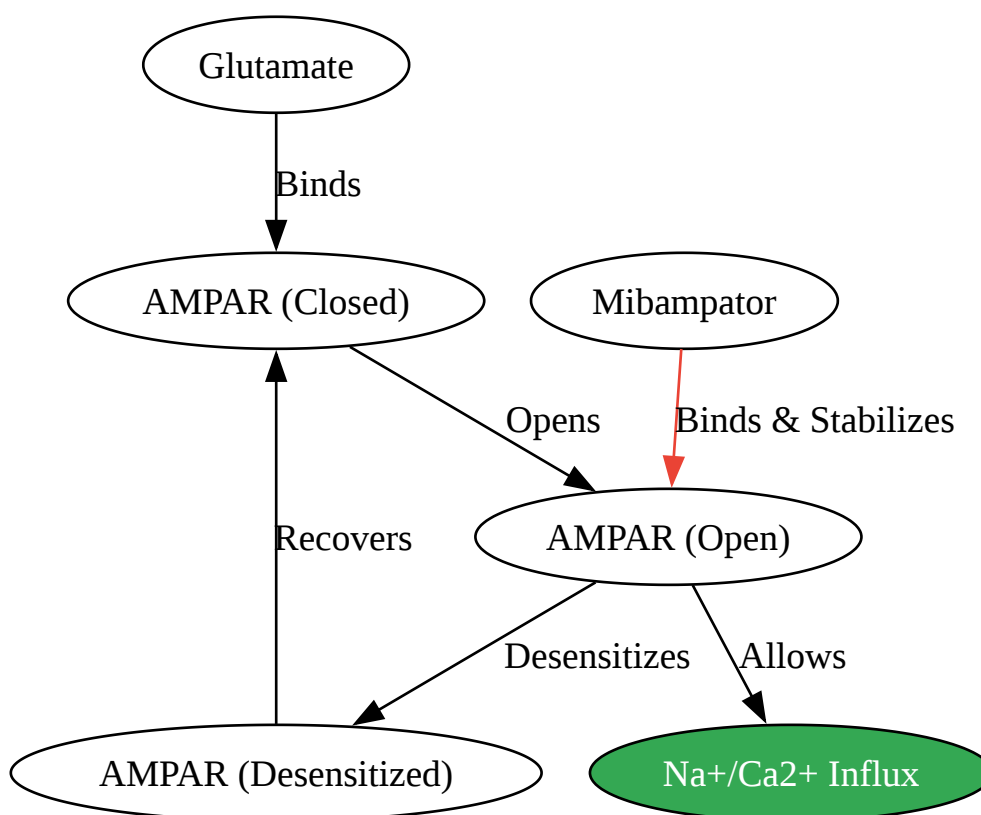 Glutamate
Binds
AMPAR (Closed)
Mibampator
Opens
Binds & Stabilizes
Recovers
AMPAR (Open)
Desensitizes
Allows
AMPAR (Desensitized)
Na+/Ca2+ Influx